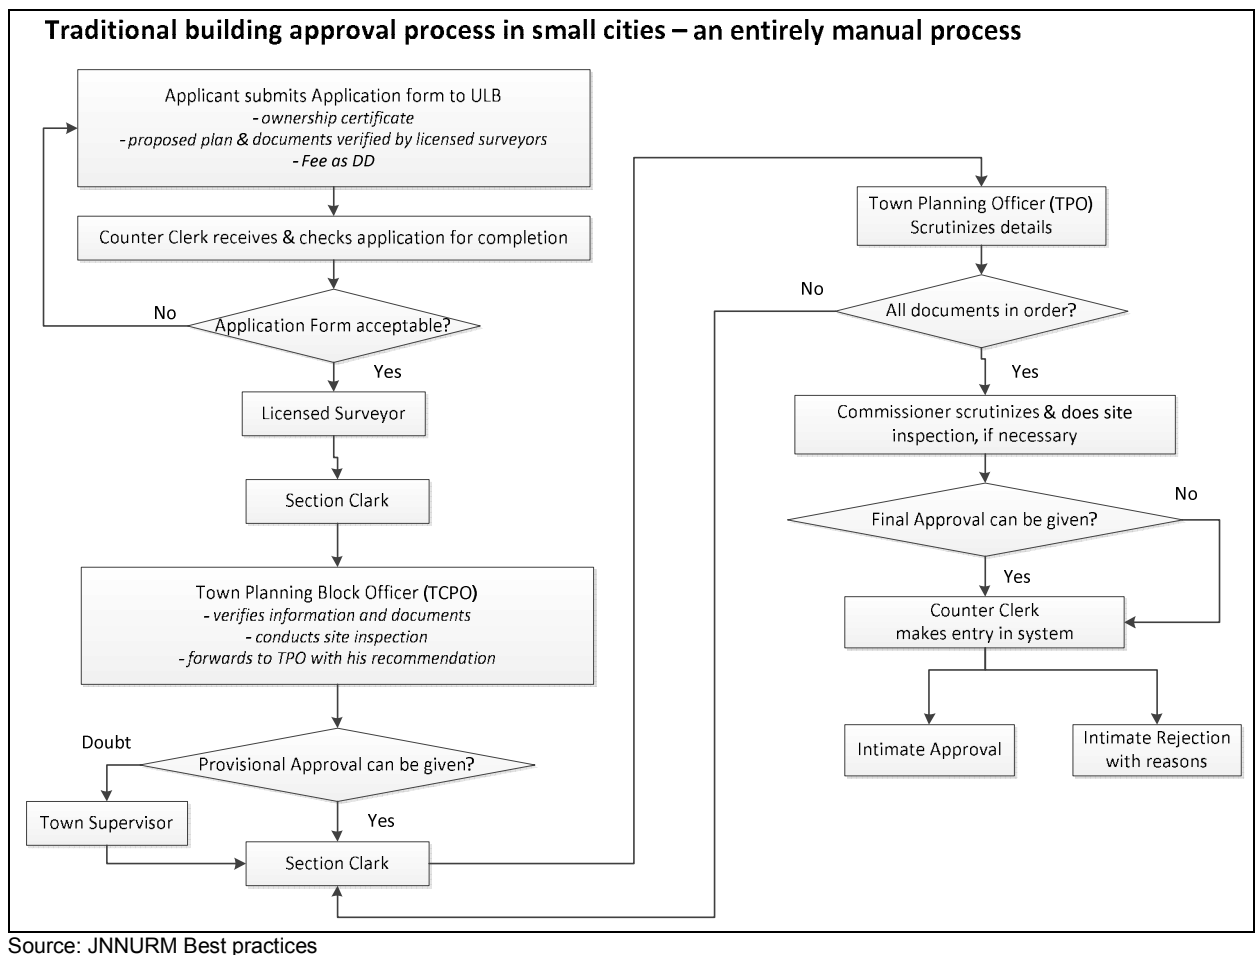 Traditional building approval process in small cities – an entirely manual process
Applicant submits Application form to ULB
- ownership certificate
- proposed plan & documents verified by licensed surveyors
- Fee as DD
Counter Clerk receives & checks application for completion
No
Application Form acceptable?
Yes
Licensed Surveyor
Section Clark
Town Planning Block Officer (TCPO)
- verifies information and documents
- conducts site inspection
- forwards to TPO with his recommendation
Doubt
Provisional Approval can be given?
Town Supervisor
Yes
Section Clark
Town Planning Officer (TPO)
Scrutinizes details
No
All documents in order?
Yes
Commissioner scrutinizes & does site
inspection, if necessary
No
Final Approval can be given?
Yes
Counter Clerk
makes entry in system
Intimate Approval
Intimate Rejection
with reasons
Source: JNNURM Best practices